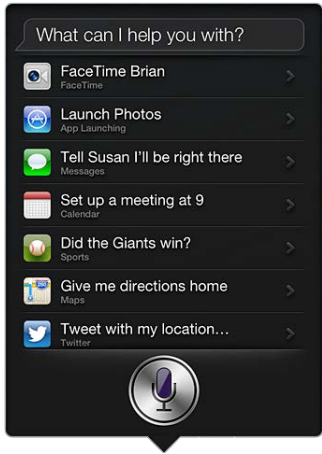 What can I help you with?
FaceTime Brian
FaceTime
Launch Photos
App Launching
Tell Susan I'll be right there
Messages
Set up a meeting at 9
Calendar
Did the Giants win?
Sports
Give me directions home
Maps
Tweet with my location...
Twitter